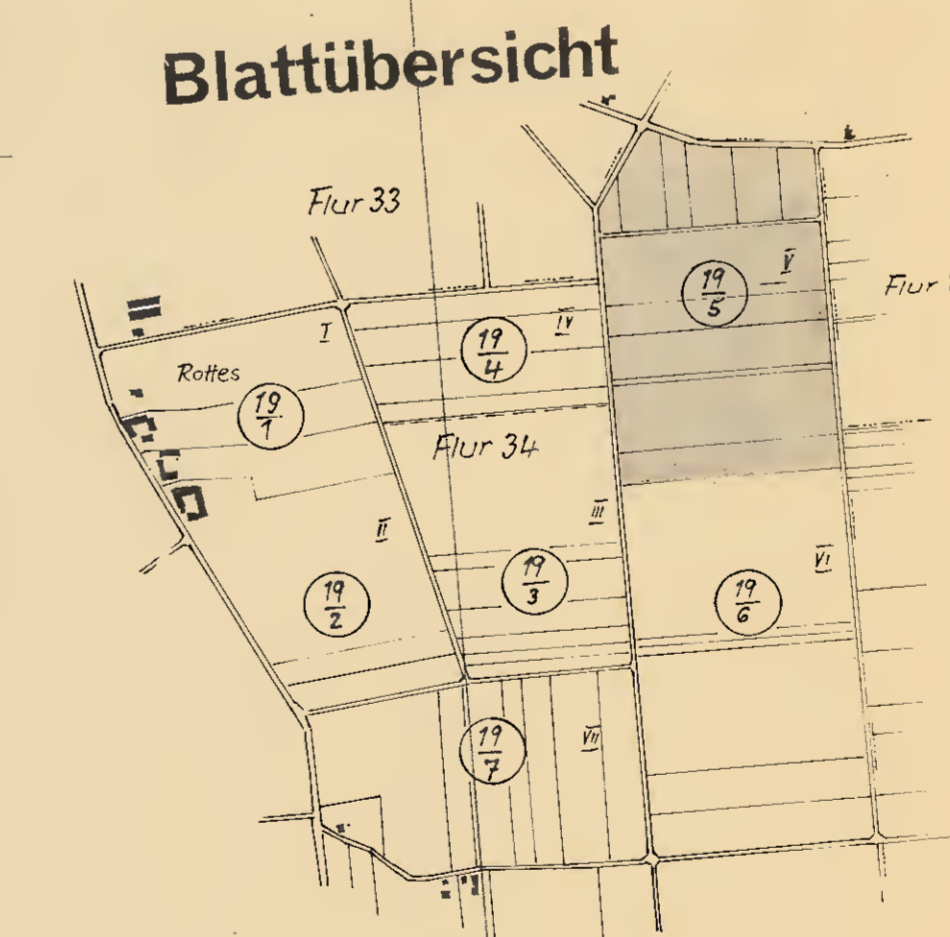 Blattübersicht
Flur 33
Flur
I
Rottes
19/1
19/4
IV
19/5
V
Flur 34
II
III
19/2
19/3
19/6
VI
19/7
VII